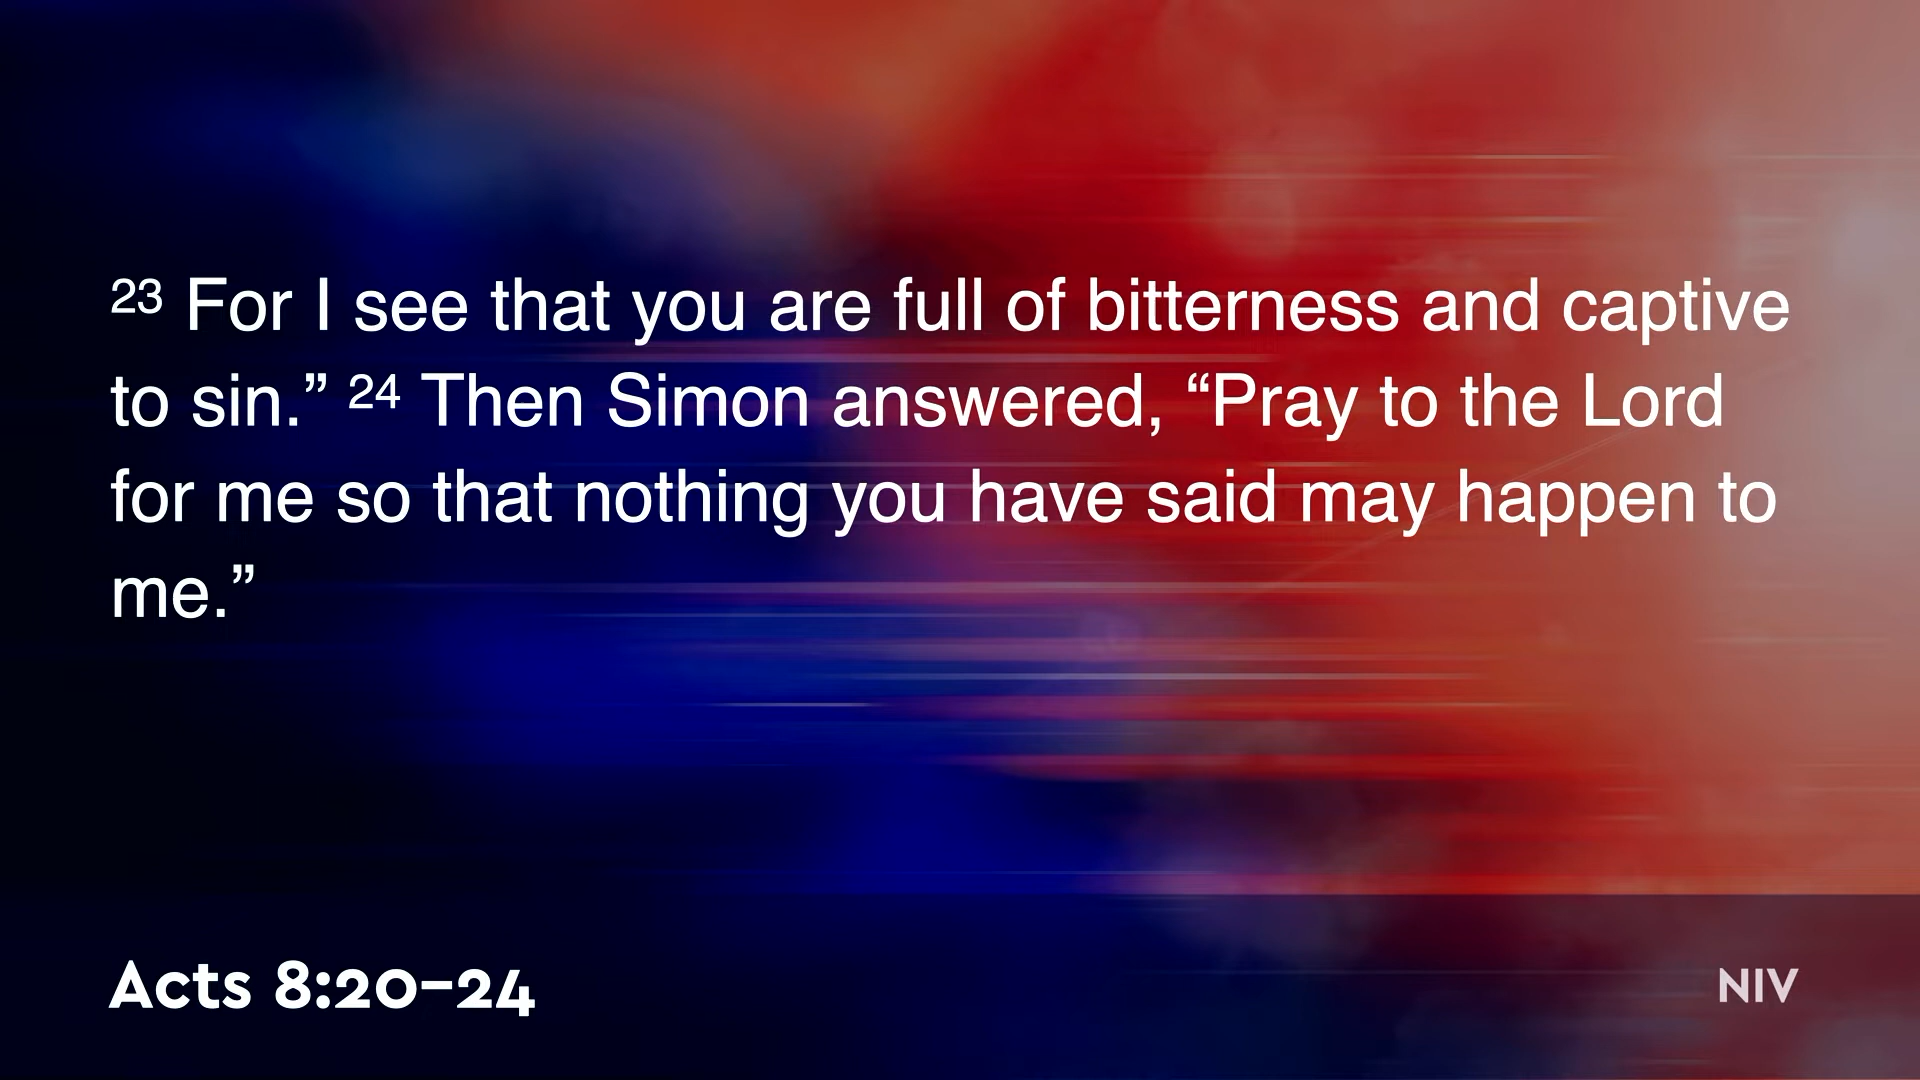 23 For I see that you are full of bitterness and captive
to sin.” 24 Then Simon answered, “Pray to the Lord
for me so that nothing you have said may happen to
me.”
Acts 8:20–24
NIV